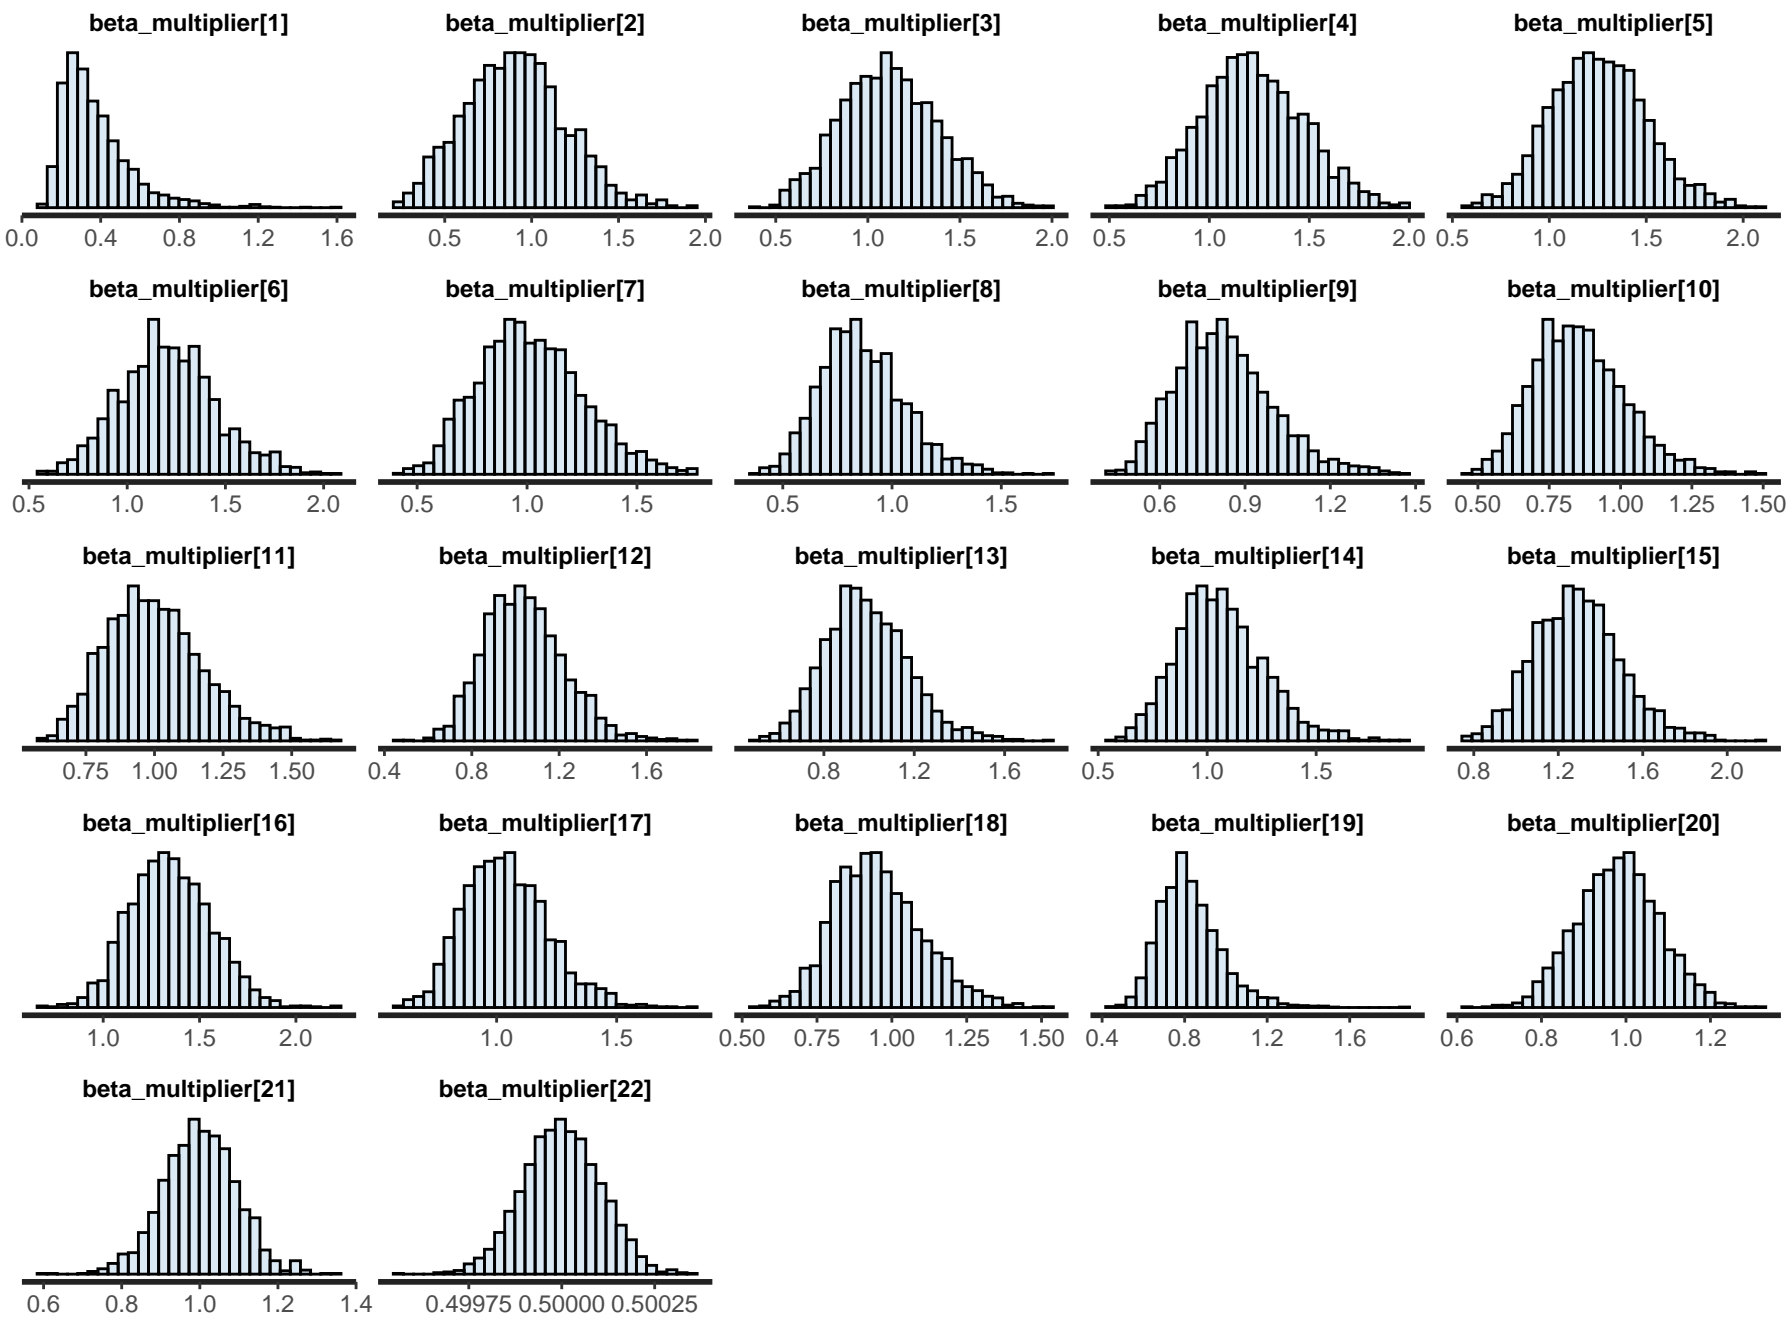 beta_multiplier[1] beta_multiplier[2] beta_multiplier[3] beta_multiplier[4] beta_multiplier[5]
0.0 0.4 0.8 1.2 1.6 0.5 1.0 1.5 2.0 0.5 1.0 1.5 2.0 0.5 1.0 1.5 2.0 0.5 1.0 1.5 2.0
beta_multiplier[6] beta_multiplier[7] beta_multiplier[8] beta_multiplier[9] beta_multiplier[10]
0.5 1.0 1.5 2.0 0.5 1.0 1.5 0.5 1.0 1.5 0.6 0.9 1.2 1.5 0.50 0.75 1.00 1.25 1.50
beta_multiplier[11] beta_multiplier[12] beta_multiplier[13] beta_multiplier[14] beta_multiplier[15]
0.75 1.00 1.25 1.50 0.4 0.8 1.2 1.6 0.8 1.2 1.6 0.5 1.0 1.5 0.8 1.2 1.6 2.0
beta_multiplier[16] beta_multiplier[17] beta_multiplier[18] beta_multiplier[19] beta_multiplier[20]
1.0 1.5 2.0 1.0 1.5 0.50 0.75 1.00 1.25 1.50 0.4 0.8 1.2 1.6 0.6 0.8 1.0 1.2
beta_multiplier[21] beta_multiplier[22]
0.6 0.8 1.0 1.2 1.4 0.49975 0.50000 0.50025